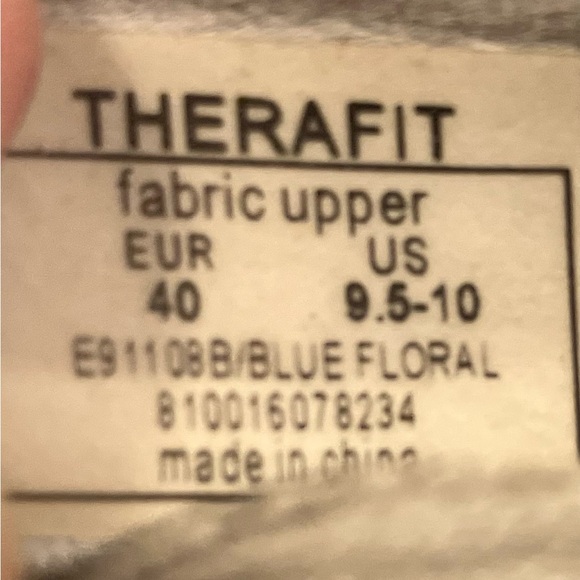 THERAFIT
fabric upper
EUR US
40 9.5-10
E91108B/BLUE FLORAL
810016078234
made in china